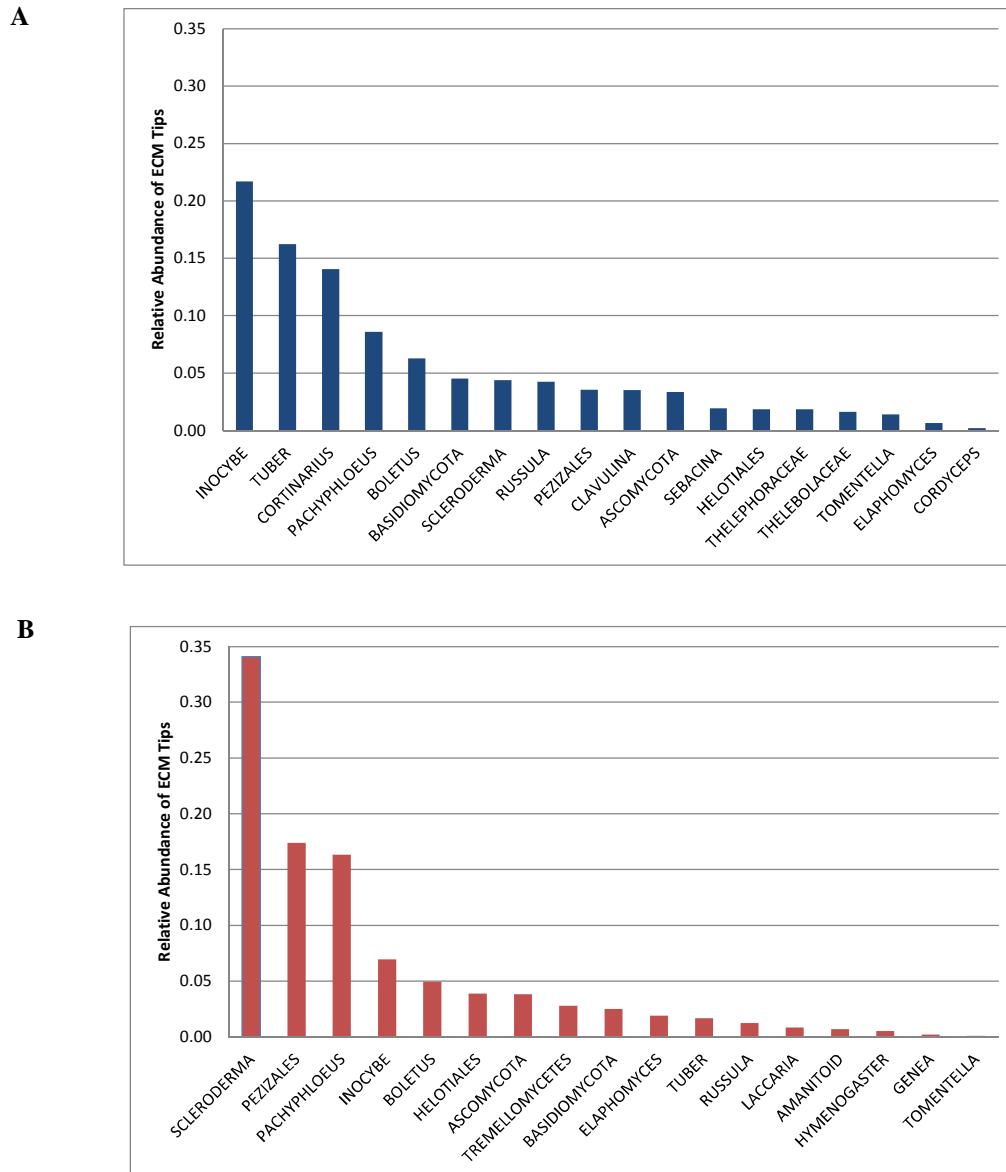 A
Relative Abundance of ECM Tips
0.35
0.30
0.25
0.20
0.15
0.10
0.05
0.00
INOCYBE
TUBER
CORTINARIUS
PACHYPHLOEUS
BOLETUS
BASIDIOMYCOTA
SCLERODERMA
RUSSULA
PEZIZALES
CLAVULINA
ASCOMYCOTA
SEBACINA
HELOTIALES
THELEPHORACEAE
THELEBOLACEAE
TOMENTELLA
ELAPHOMYCES
CORDYCEPS
B
Relative Abundance of ECM Tips
0.35
0.30
0.25
0.20
0.15
0.10
0.05
0.00
SCLERODERMA
PEZIZALES
PACHYPHLOEUS
INOCYBE
BOLETUS
HELOTIALES
ASCOMYCOTA
TREMELLOMYCETES
BASIDIOMYCOTA
ELAPHOMYCES
TUBER
RUSSULA
LACCARIA
AMANITOID
HYMENOGASTER
GENEA
TOMENTELLA